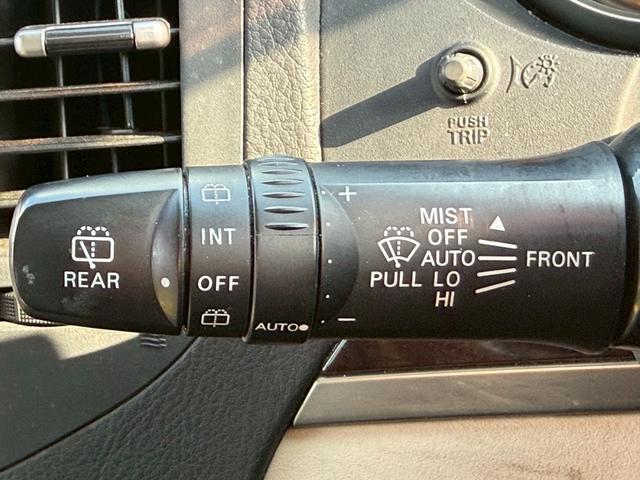 PUSH
TRIP
REAR
INT
OFF
AUTO
+
−
MIST
OFF
AUTO
PULL LO
HI
FRONT